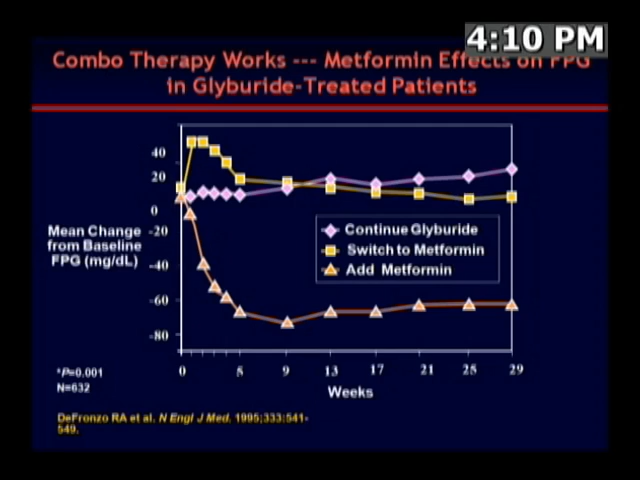 4:10 PM
Combo Therapy Works --- Metformin Effects on FPG
in Glyburide-Treated Patients
40
20
0
-20
-40
-60
-80
Mean Change
from Baseline
FPG (mg/dL)
Continue Glyburide
Switch to Metformin
Add Metformin
0 5 9 13 17 21 25 29
Weeks
*P=0.001
N=632
DeFronzo RA et al. N Engl J Med. 1995;333:541-
549.